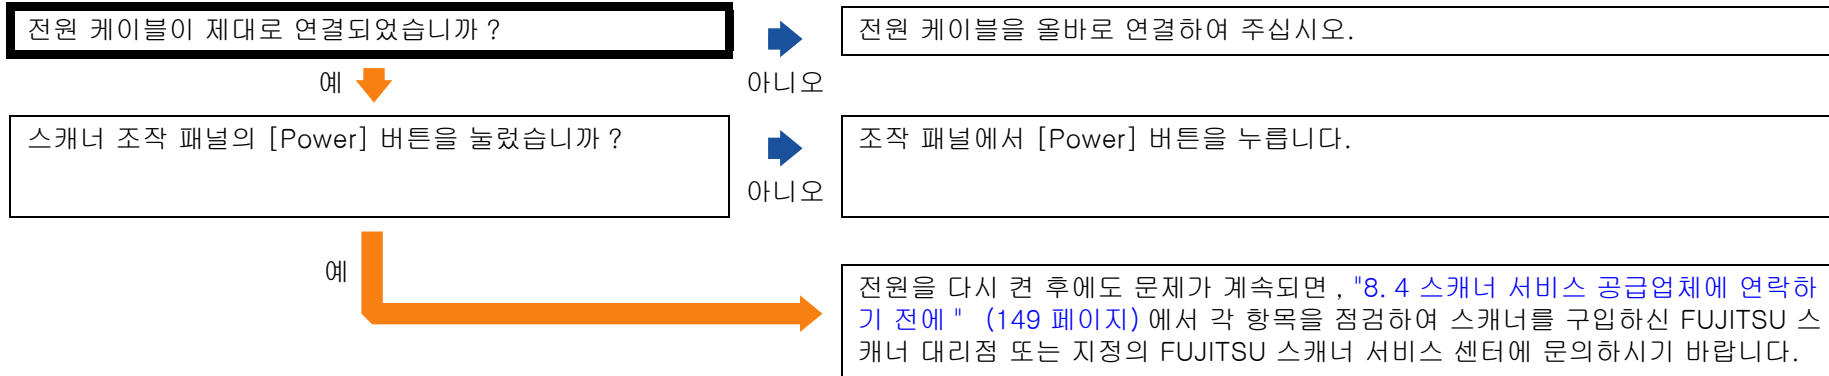 전원 케이블이 제대로 연결되었습니까 ?
전원 케이블을 올바로 연결하여 주십시오.
예
아니오
스캐너 조작 패널의 [Power] 버튼을 눌렀습니까 ?
조작 패널에서 [Power] 버튼을 누릅니다.
아니오
예
전원을 다시 켠 후에도 문제가 계속되면 , "8. 4 스캐너 서비스 공급업체에 연락하
기 전에 " (149 페이지) 에서 각 항목을 점검하여 스캐너를 구입하신 FUJITSU 스
캐너 대리점 또는 지정의 FUJITSU 스캐너 서비스 센터에 문의하시기 바랍니다.